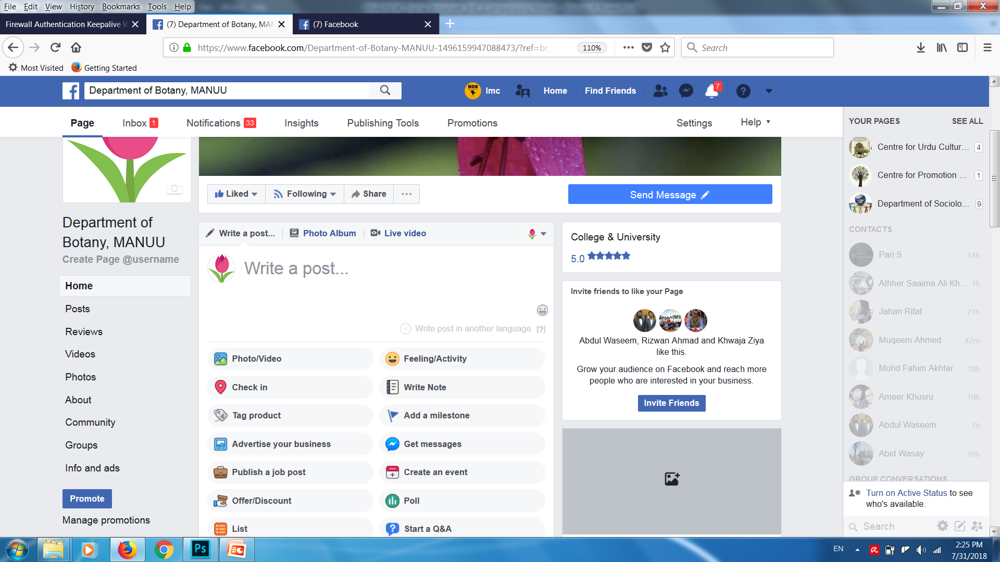 File Edit View History Bookmarks Tools Help
Firewall Authentication Keepalive W
(7) Department of Botany, MAN
(7) Facebook
https://www.facebook.com/Department-of-Botany-MANUU-1496159947088473/?ref=br_
110%
Search
Most Visited
Getting Started
Department of Botany, MANUU
Imc
Home
Find Friends
7
Page
Inbox 1
Notifications 33
Insights
Publishing Tools
Promotions
Settings
Help
Liked
Following
Share
Send Message
Department of
Botany, MANUU
Create Page @username
Home
Posts
Reviews
Videos
Photos
About
Community
Groups
Info and ads
Promote
Manage promotions
Write a post...
Photo Album
Live video
Write a post...
Write post in another language [?]
Photo/Video
Feeling/Activity
Check in
Write Note
Tag product
Add a milestone
Advertise your business
Get messages
Publish a job post
Create an event
Offer/Discount
Poll
List
Start a Q&A
College & University
5.0
Invite friends to like your Page
Abdul Waseem, Rizwan Ahmad and Khwaja Ziya
like this.
Grow your audience on Facebook and reach more
people who are interested in your business.
Invite Friends
YOUR PAGES
SEE ALL
Centre for Urdu Cultur... 4
Centre for Promotion ... 1
Department of Sociolo... 9
CONTACTS
Pari S 14h
Athher Saaima Ali Kh... 1h
Jahan Rifat 21h
Muqeem Ahmed 47m
Mohd Fahim Akhtar 18h
Ameer Khusru 19h
Abdul Waseem 1h
Abid Wasay 16h
GROUP CONVERSATIONS
Turn on Active Status to see
who's available.
Search
Ps
EN
2:25 PM
7/31/2018